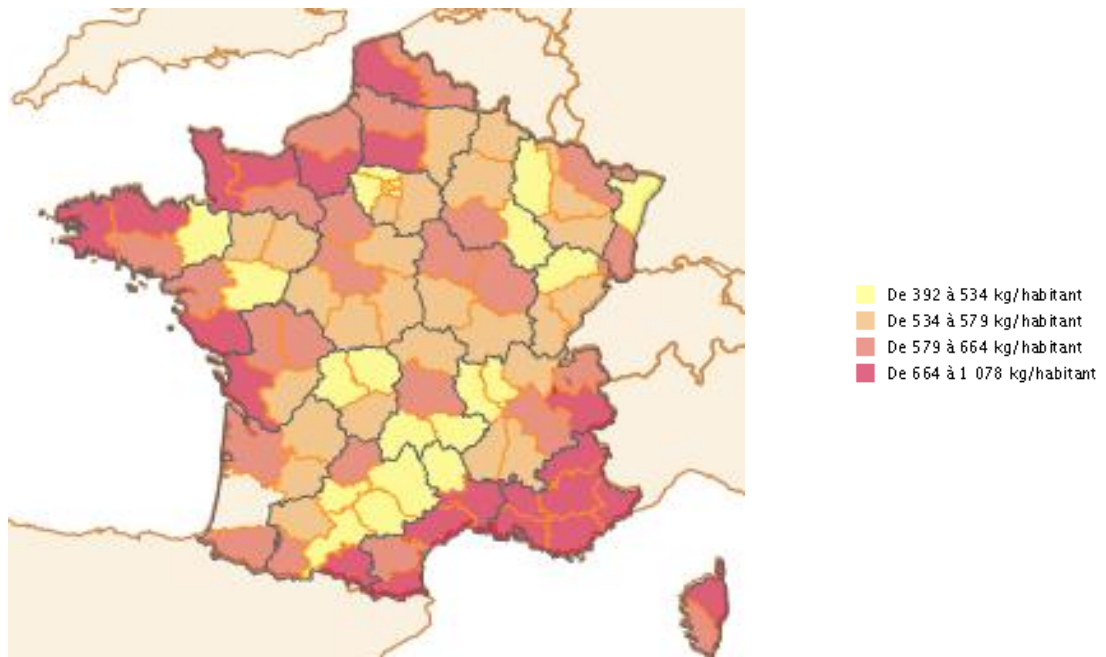 De 392 à 534 kg/habitant
De 534 à 579 kg/habitant
De 579 à 664 kg/habitant
De 664 à 1 078 kg/habitant